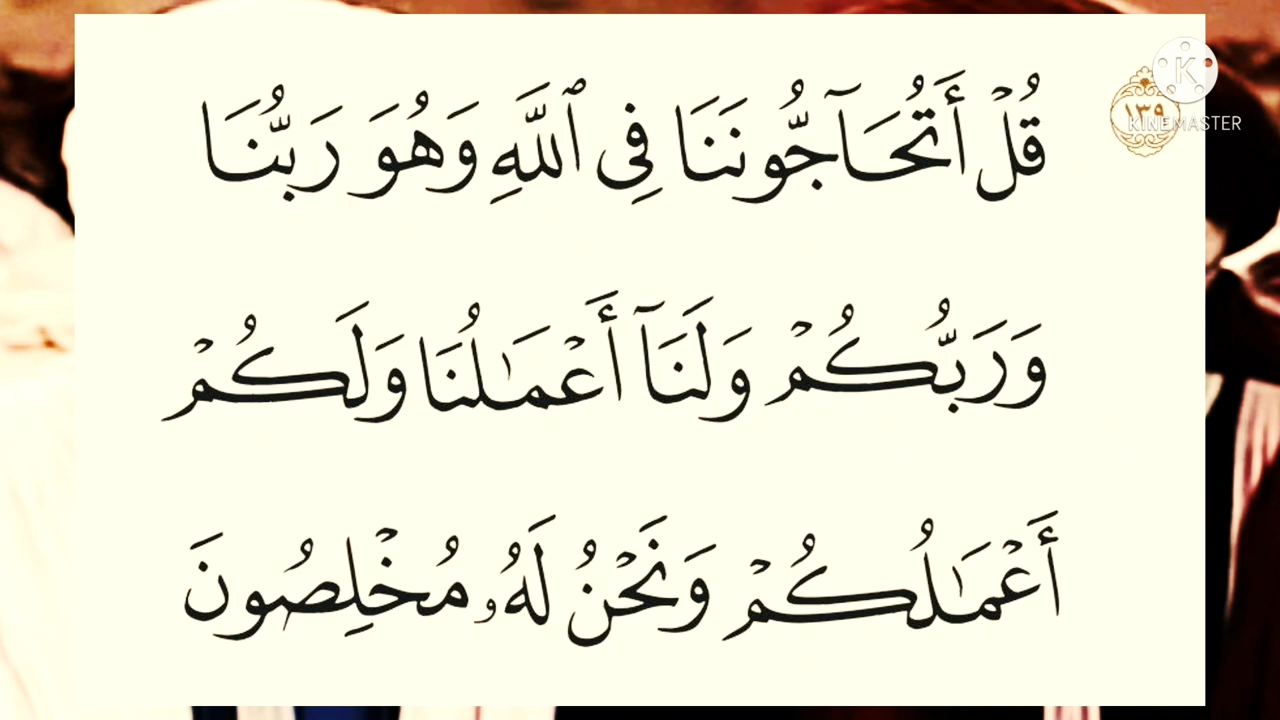 ١٣٩
KINEMASTER
قُلْ أَتُحَآجُّونَنَا فِى ٱللَّهِ وَهُوَ رَبُّنَا
وَرَبُّكُمْ وَلَنَآ أَعْمَـٰلُنَا وَلَكُمْ
أَعْمَـٰلُكُمْ وَنَحْنُ لَهُۥ مُخْلِصُونَ